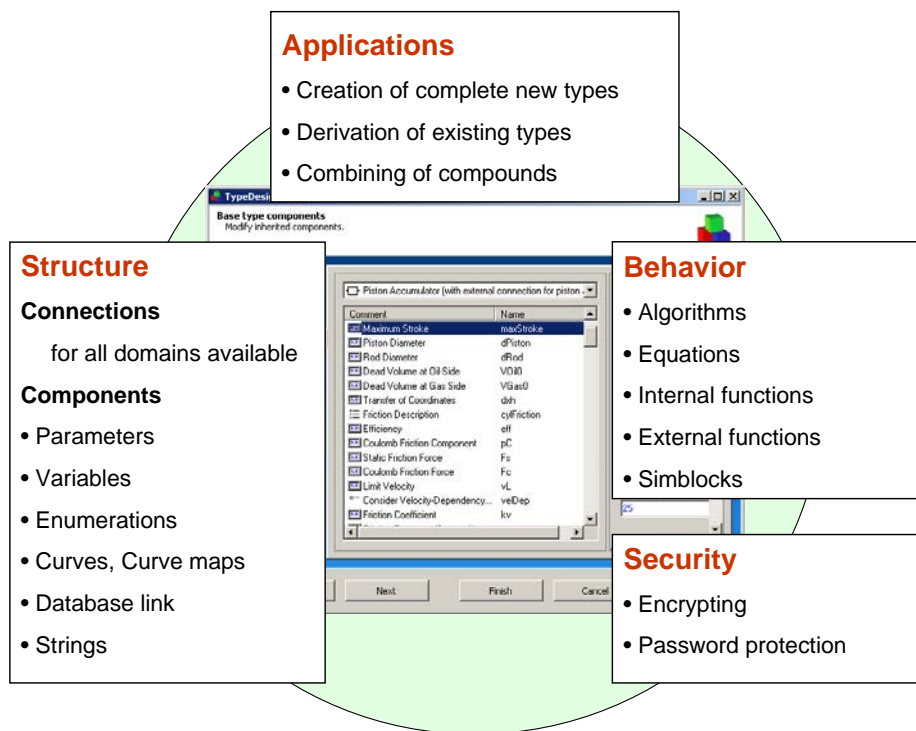 Applications
• Creation of complete new types
• Derivation of existing types
• Combining of compounds
Base type components
Modify inherited components.
Structure
Connections
for all domains available
Components
• Parameters
• Variables
• Enumerations
• Curves, Curve maps
• Database link
• Strings
Piston Accumulator (with external connection for piston
Comment Name
Maximum Stroke maxStroke
Piston Diameter dPiston
Rod Diameter dRod
Dead Volume at Oil Side VOil0
Dead Volume at Gas Side VGas0
Transfer of Coordinates
Friction Description cylFriction
Efficiency eff
Coulomb Friction Component pC
Static Friction Force Fs
Coulomb Friction Force Fc
Limit Velocity vL
Consider Velocity-Dependency... velDep
Friction Coefficient kv
Next Finish Cancel
Behavior
• Algorithms
• Equations
• Internal functions
• External functions
• Simblocks
25
Security
• Encrypting
• Password protection